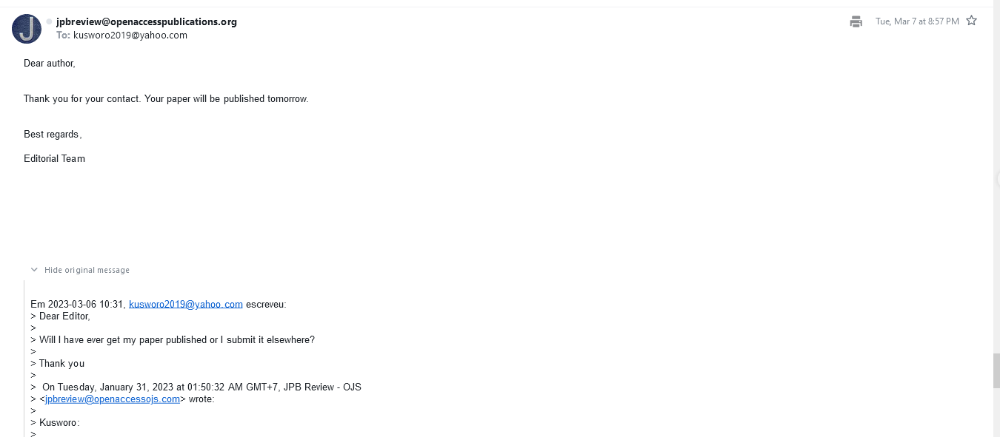 J
jpbreview@openaccesspublications.org
Tue, Mar 7 at 8:57 PM
To: kusworo2019@yahoo.com
Dear author,
Thank you for your contact. Your paper will be published tomorrow.
Best regards,
Editorial Team
Hide original message
Em 2023-03-06 10:31, kusworo2019@yahoo.com escreveu:
> Dear Editor,
>
> Will I have ever get my paper published or I submit it elsewhere?
>
> Thank you
>
> On Tuesday, January 31, 2023 at 01:50:32 AM GMT+7, JPB Review - OJS
> <jpbreview@openaccessojs.com> wrote:
>
> Kusworo:
>